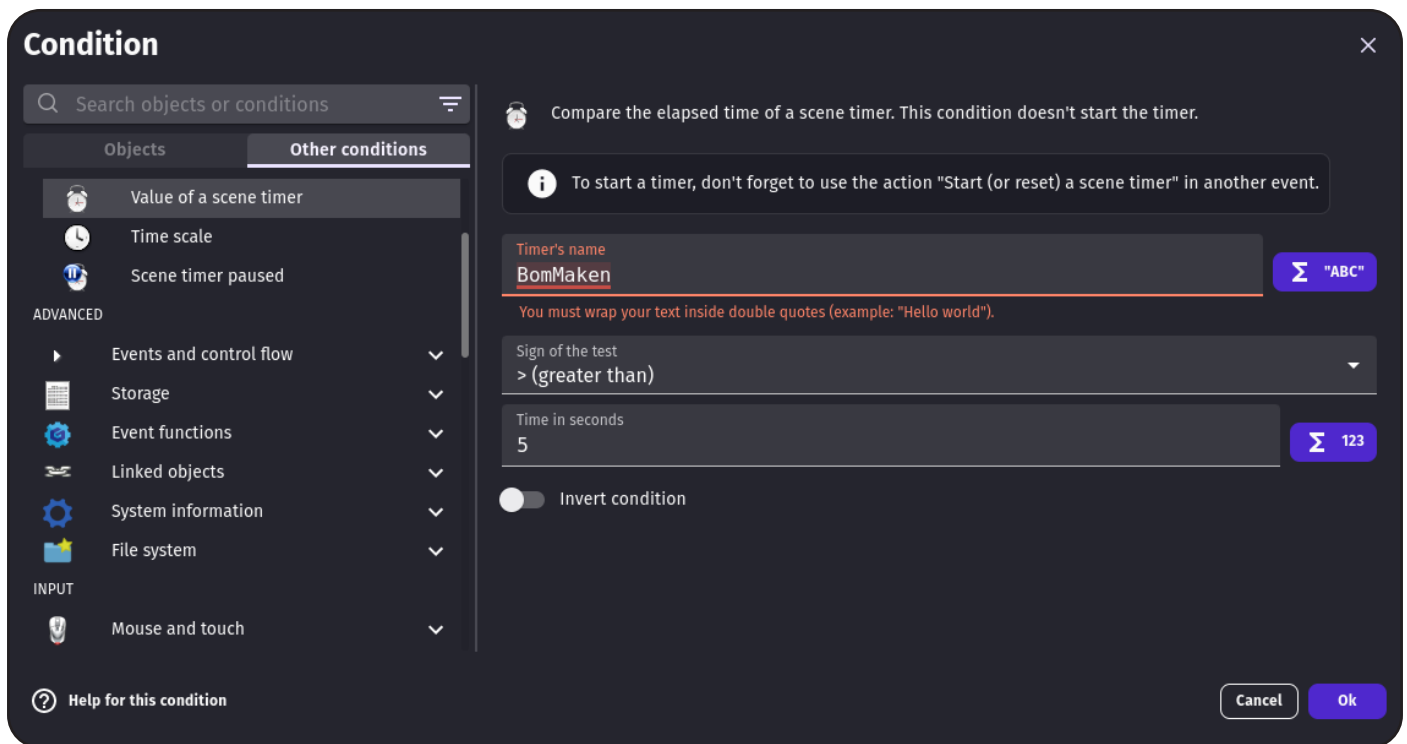 Condition
Search objects or conditions
Objects
Other conditions
Value of a scene timer
Time scale
Scene timer paused
ADVANCED
Events and control flow
Storage
Event functions
Linked objects
System information
File system
INPUT
Mouse and touch
Compare the elapsed time of a scene timer. This condition doesn't start the timer.
To start a timer, don't forget to use the action "Start (or reset) a scene timer" in another event.
Timer's name
BomMaken
Σ "ABC"
You must wrap your text inside double quotes (example: "Hello world").
Sign of the test
> (greater than)
Time in seconds
5
Σ 123
Invert condition
Help for this condition
Cancel
Ok